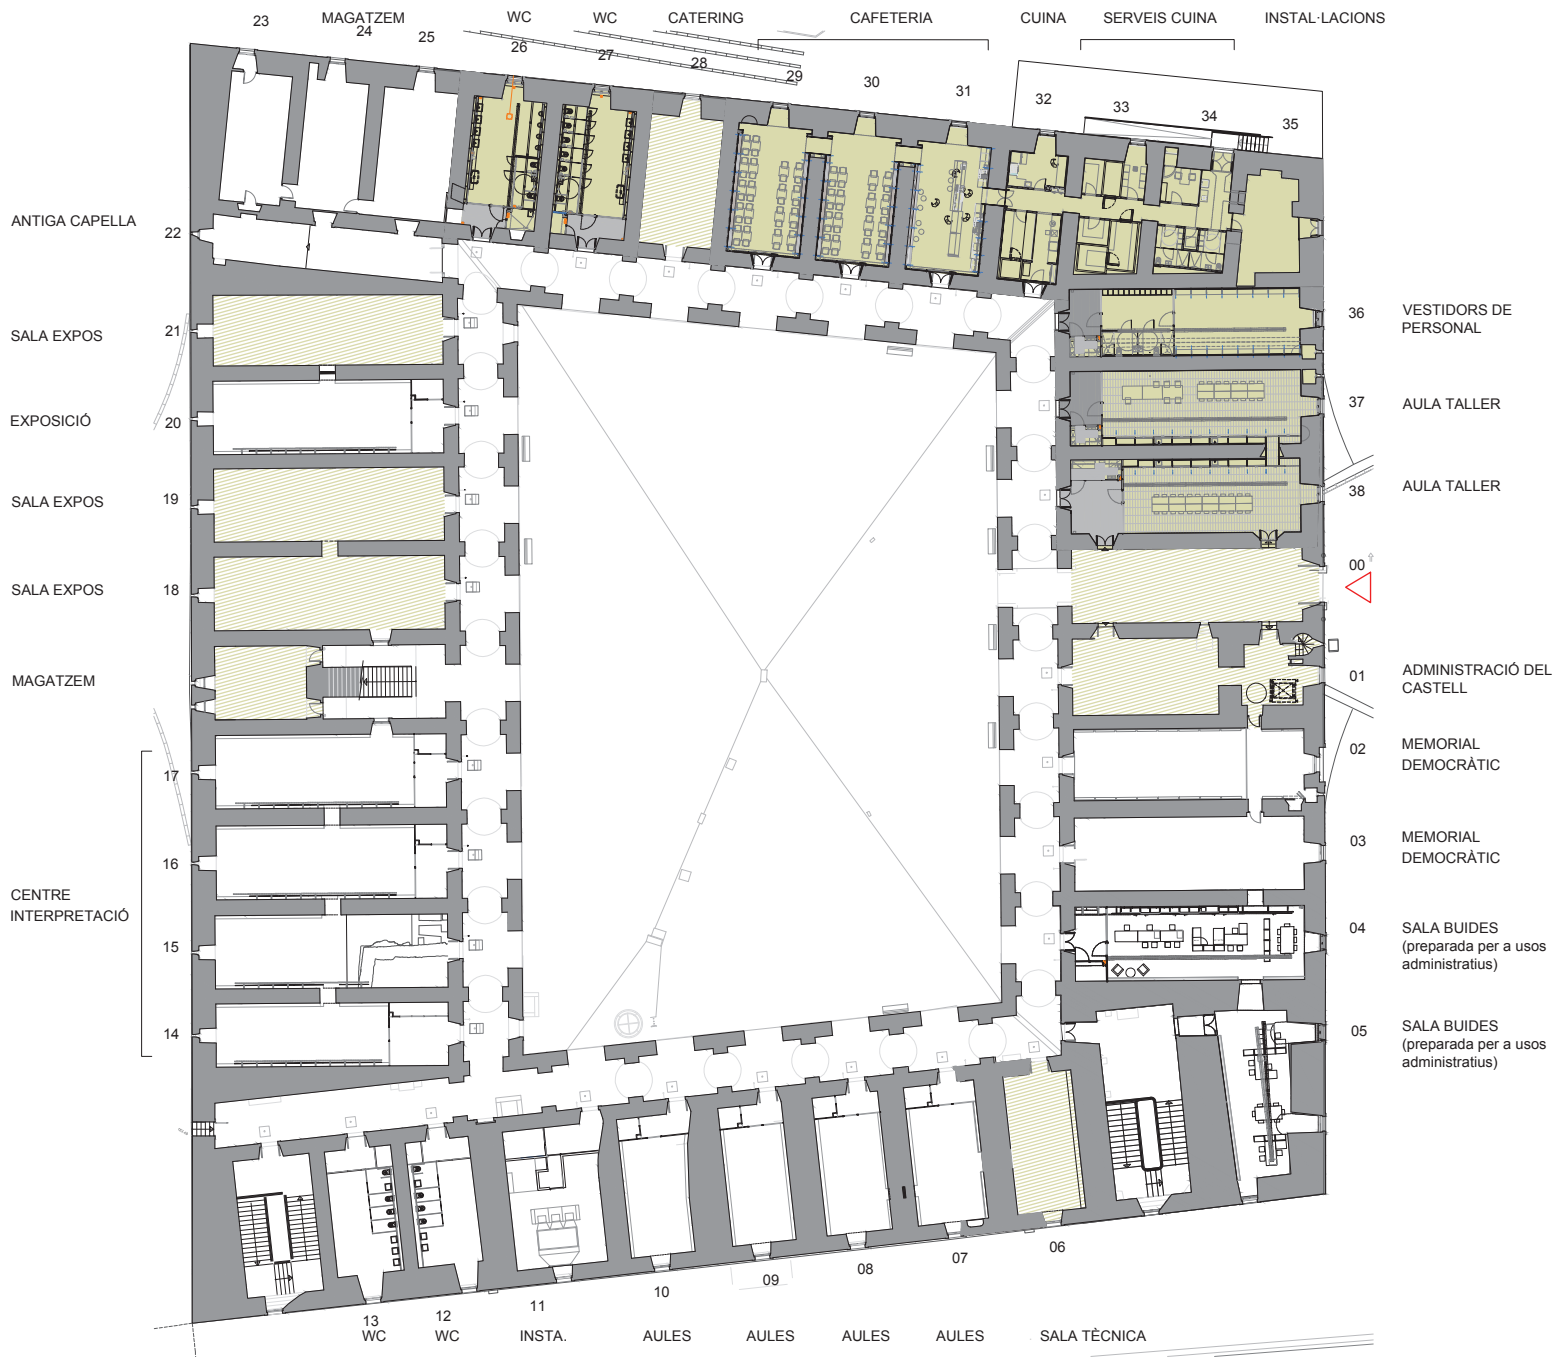 MAGATZEM
WC
WC
CATERING
CAFETERIA
CUINA
SERVEIS CUINA
INSTAL·LACIONS
23
24
25
26
27
28
29
30
31
32
33
34
35
ANTIGA CAPELLA
22
SALA EXPOS
21
EXPOSICIÓ
20
SALA EXPOS
19
SALA EXPOS
18
MAGATZEM
17
16
CENTRE
INTERPRETACIÓ
15
14
36
VESTIDORS DE
PERSONAL
37
AULA TALLER
38
AULA TALLER
00
01
ADMINISTRACIÓ DEL
CASTELL
02
MEMORIAL
DEMOCRÀTIC
03
MEMORIAL
DEMOCRÀTIC
04
SALA BUIDES
(preparada per a usos
administratius)
05
SALA BUIDES
(preparada per a usos
administratius)
13
12
11
10
09
08
07
06
WC
WC
INSTA.
AULES
AULES
AULES
AULES
SALA TÈCNICA